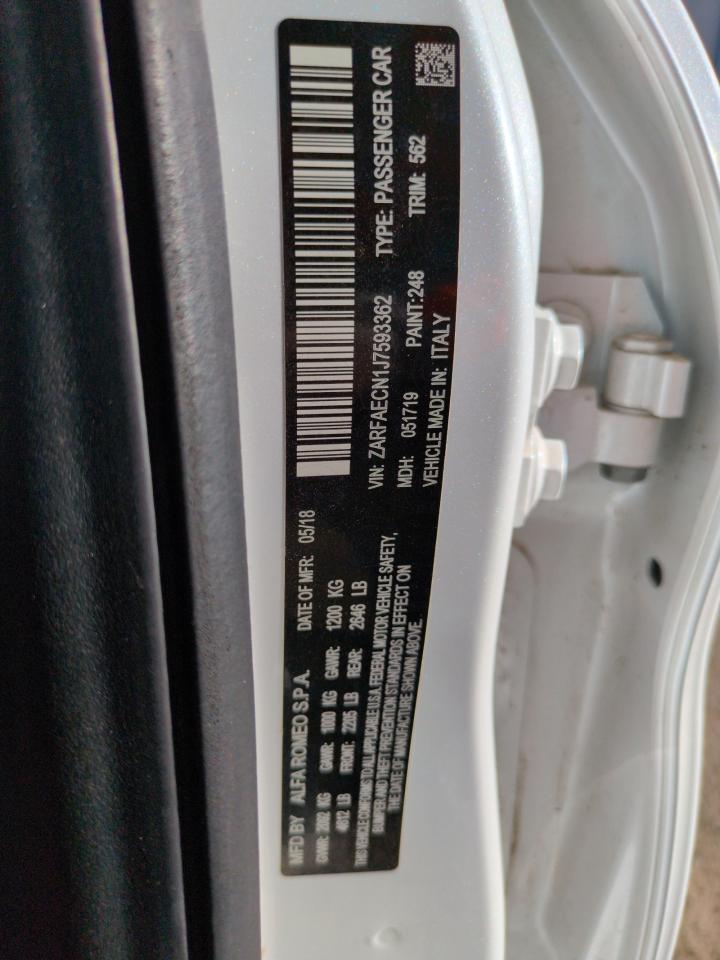 MFD BY ALFA ROMEO S.P.A. DATE OF MFR: 05/18
GVWR: 2092 KG GAWR: 1000 KG GAWR: 1200 KG
4612 LB FRONT: 2205 LB REAR: 2646 LB
THIS VEHICLE CONFORMS TO ALL APPLICABLE U.S.A. FEDERAL MOTOR VEHICLE SAFETY,
BUMPER AND THEFT PREVENTION STANDARDS IN EFFECT ON
THE DATE OF MANUFACTURE SHOWN ABOVE.
VIN: ZARFAECN1J7593362 TYPE: PASSENGER CAR
MDH: 051719 PAINT:248 TRIM: 562
VEHICLE MADE IN: ITALY